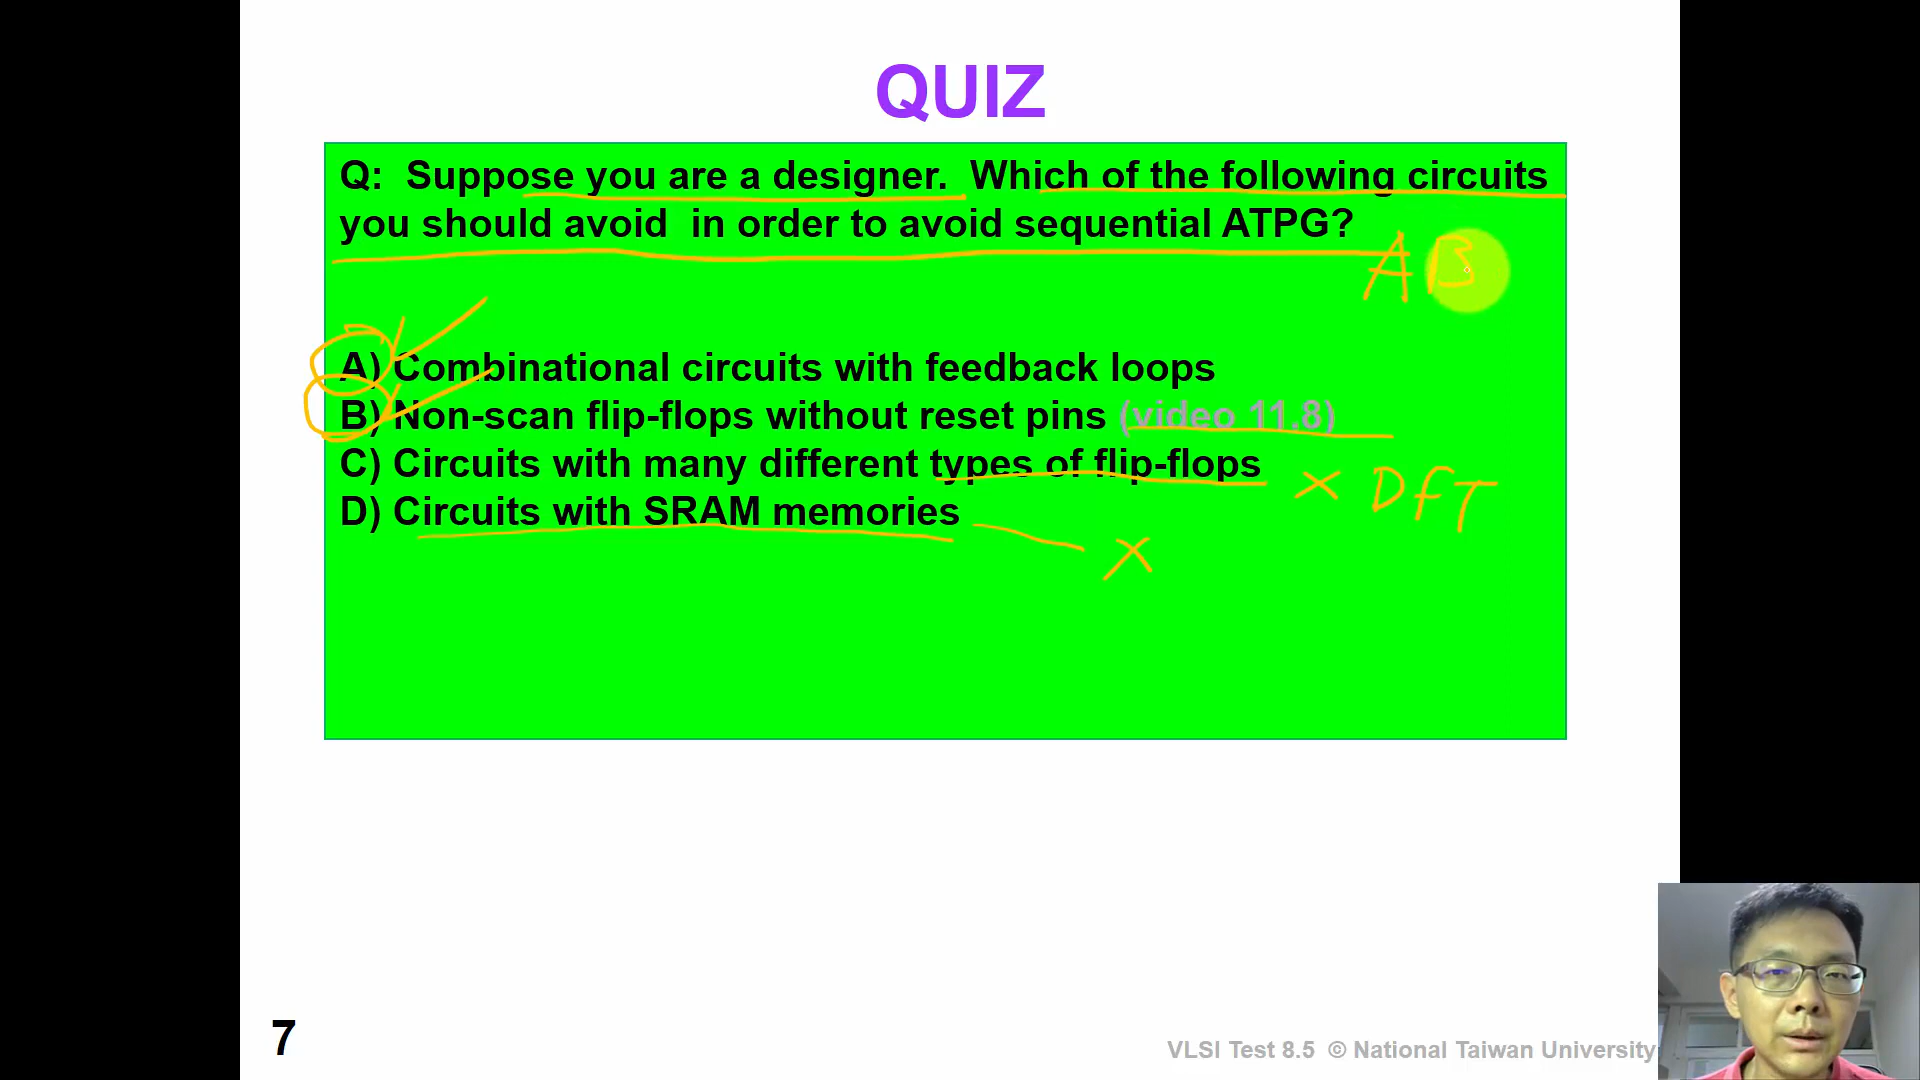 QUIZ
Q: Suppose you are a designer. Which of the following circuits
you should avoid in order to avoid sequential ATPG?
A B
A) Combinational circuits with feedback loops
B) Non-scan flip-flops without reset pins (video 11.8)
C) Circuits with many different types of flip-flops × DfT
D) Circuits with SRAM memories ×
7
VLSI Test 8.5 © National Taiwan University